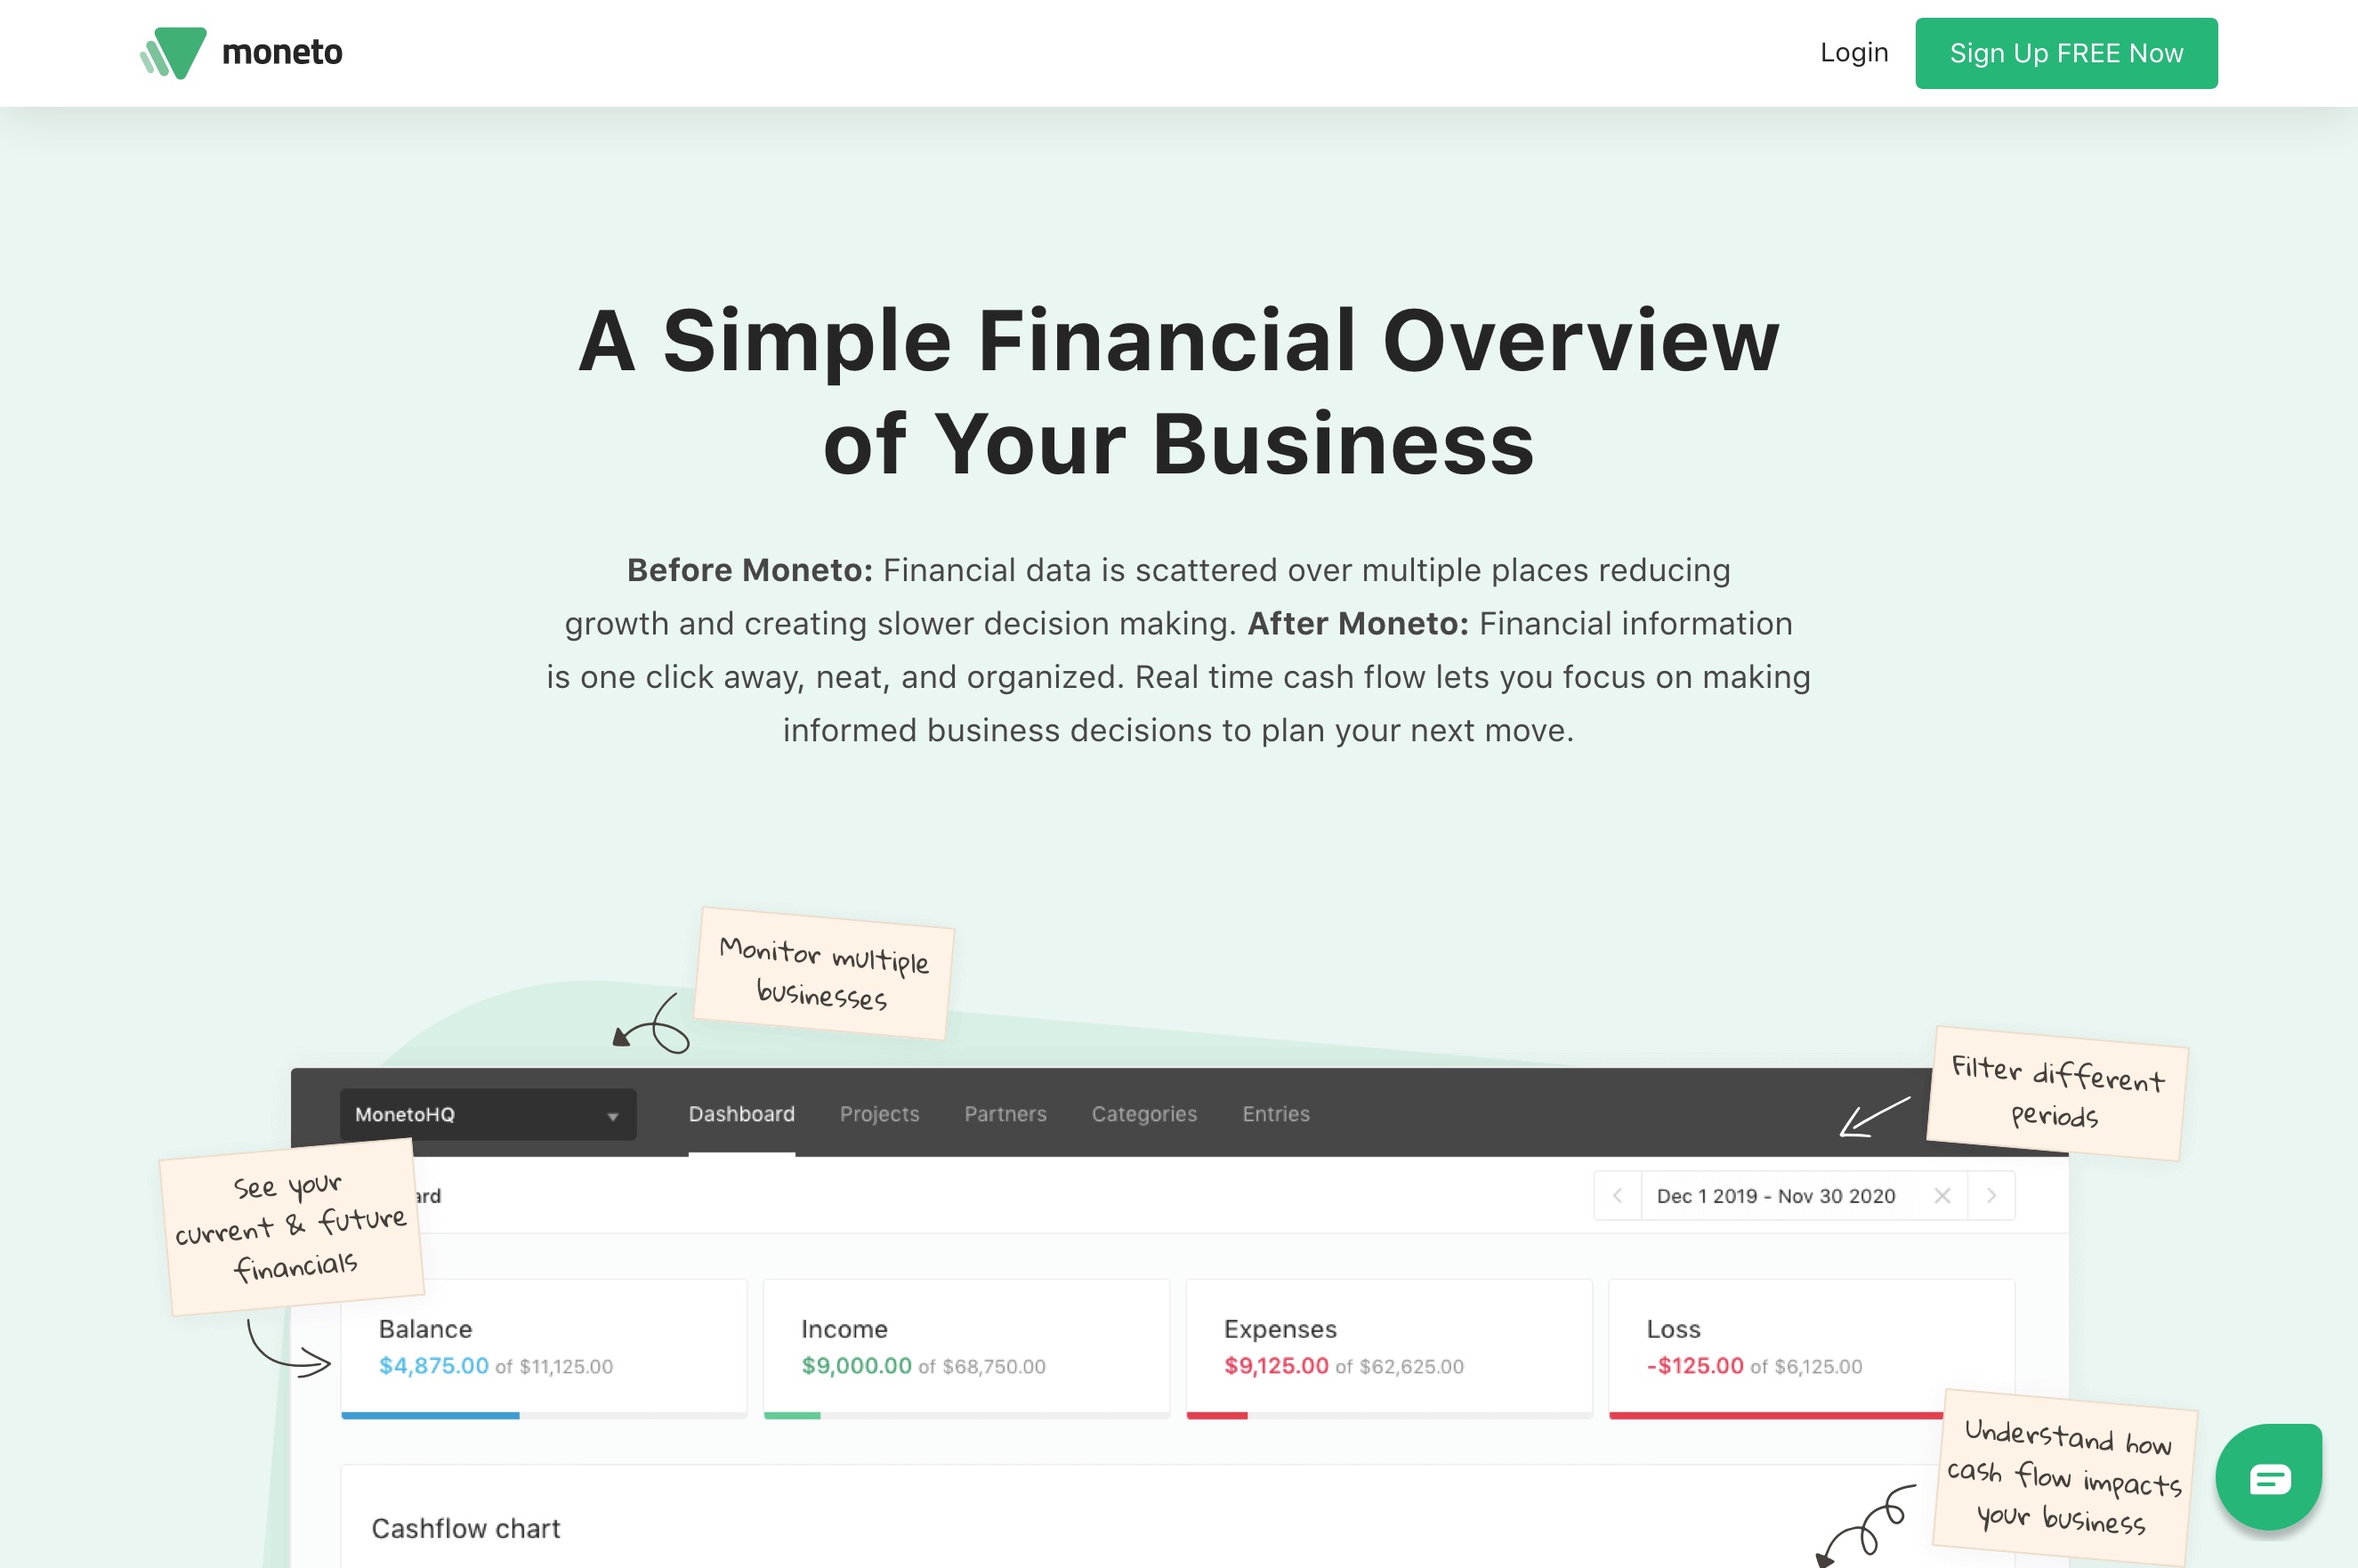 moneto
Login
Sign Up FREE Now
A Simple Financial Overview
of Your Business
Before Moneto: Financial data is scattered over multiple places reducing
growth and creating slower decision making. After Moneto: Financial information
is one click away, neat, and organized. Real time cash flow lets you focus on making
informed business decisions to plan your next move.
Monitor multiple
businesses
Filter different
periods
MonetoHQ
Dashboard
Projects
Partners
Categories
Entries
See your
current & future
financials
ard
Dec 1 2019 - Nov 30 2020
Balance
$4,875.00 of $11,125.00
Income
$9,000.00 of $68,750.00
Expenses
$9,125.00 of $62,625.00
Loss
-$125.00 of $6,125.00
Understand how
cash flow impacts
your business
Cashflow chart